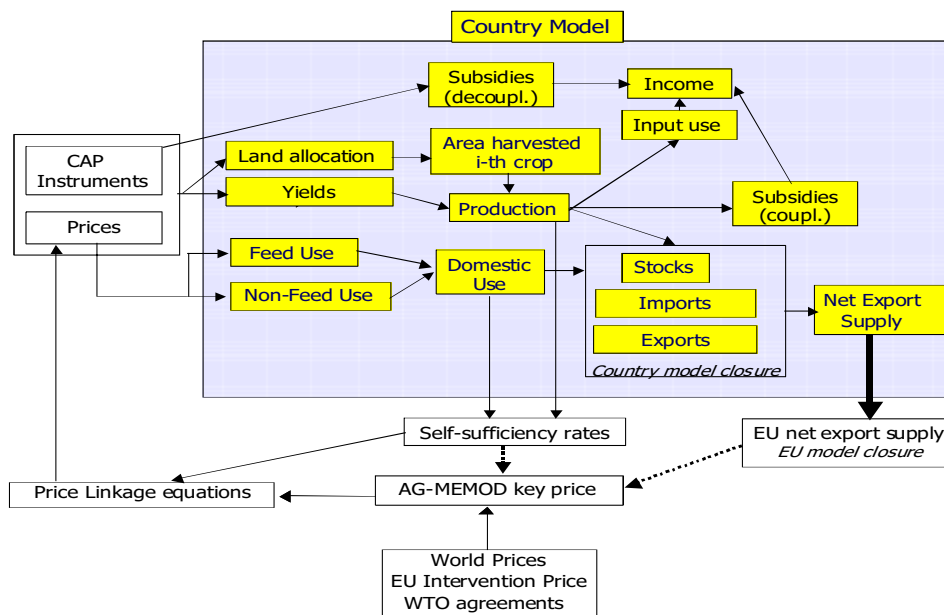 Country Model
Subsidies
(decoupl.)
Income
Input use
CAP
Instruments
Land allocation
Area harvested
i-th crop
Yields
Production
Subsidies
(coupl.)
Prices
Feed Use
Domestic
Use
Non-Feed Use
Stocks
Imports
Exports
Country model closure
Net Export
Supply
Self-sufficiency rates
EU net export supply
EU model closure
Price Linkage equations
AG-MEMOD key price
World Prices
EU Intervention Price
WTO agreements